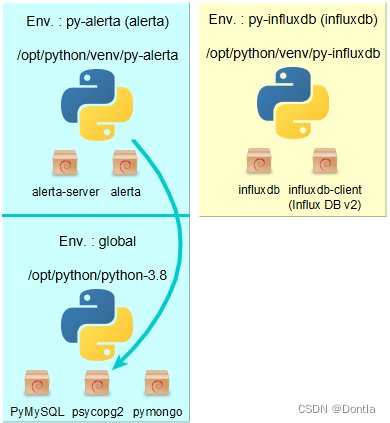 Env. : py-alerta (alerta)
/opt/python/venv/py-alerta
alerta-server
alerta
Env. : py-influxdb (influxdb)
/opt/python/venv/py-influxdb
influxdb
influxdb-client
(Influx DB v2)
Env. : global
/opt/python/python-3.8
PyMySQL
psycopg2
pymongo
CSDN @Dontla